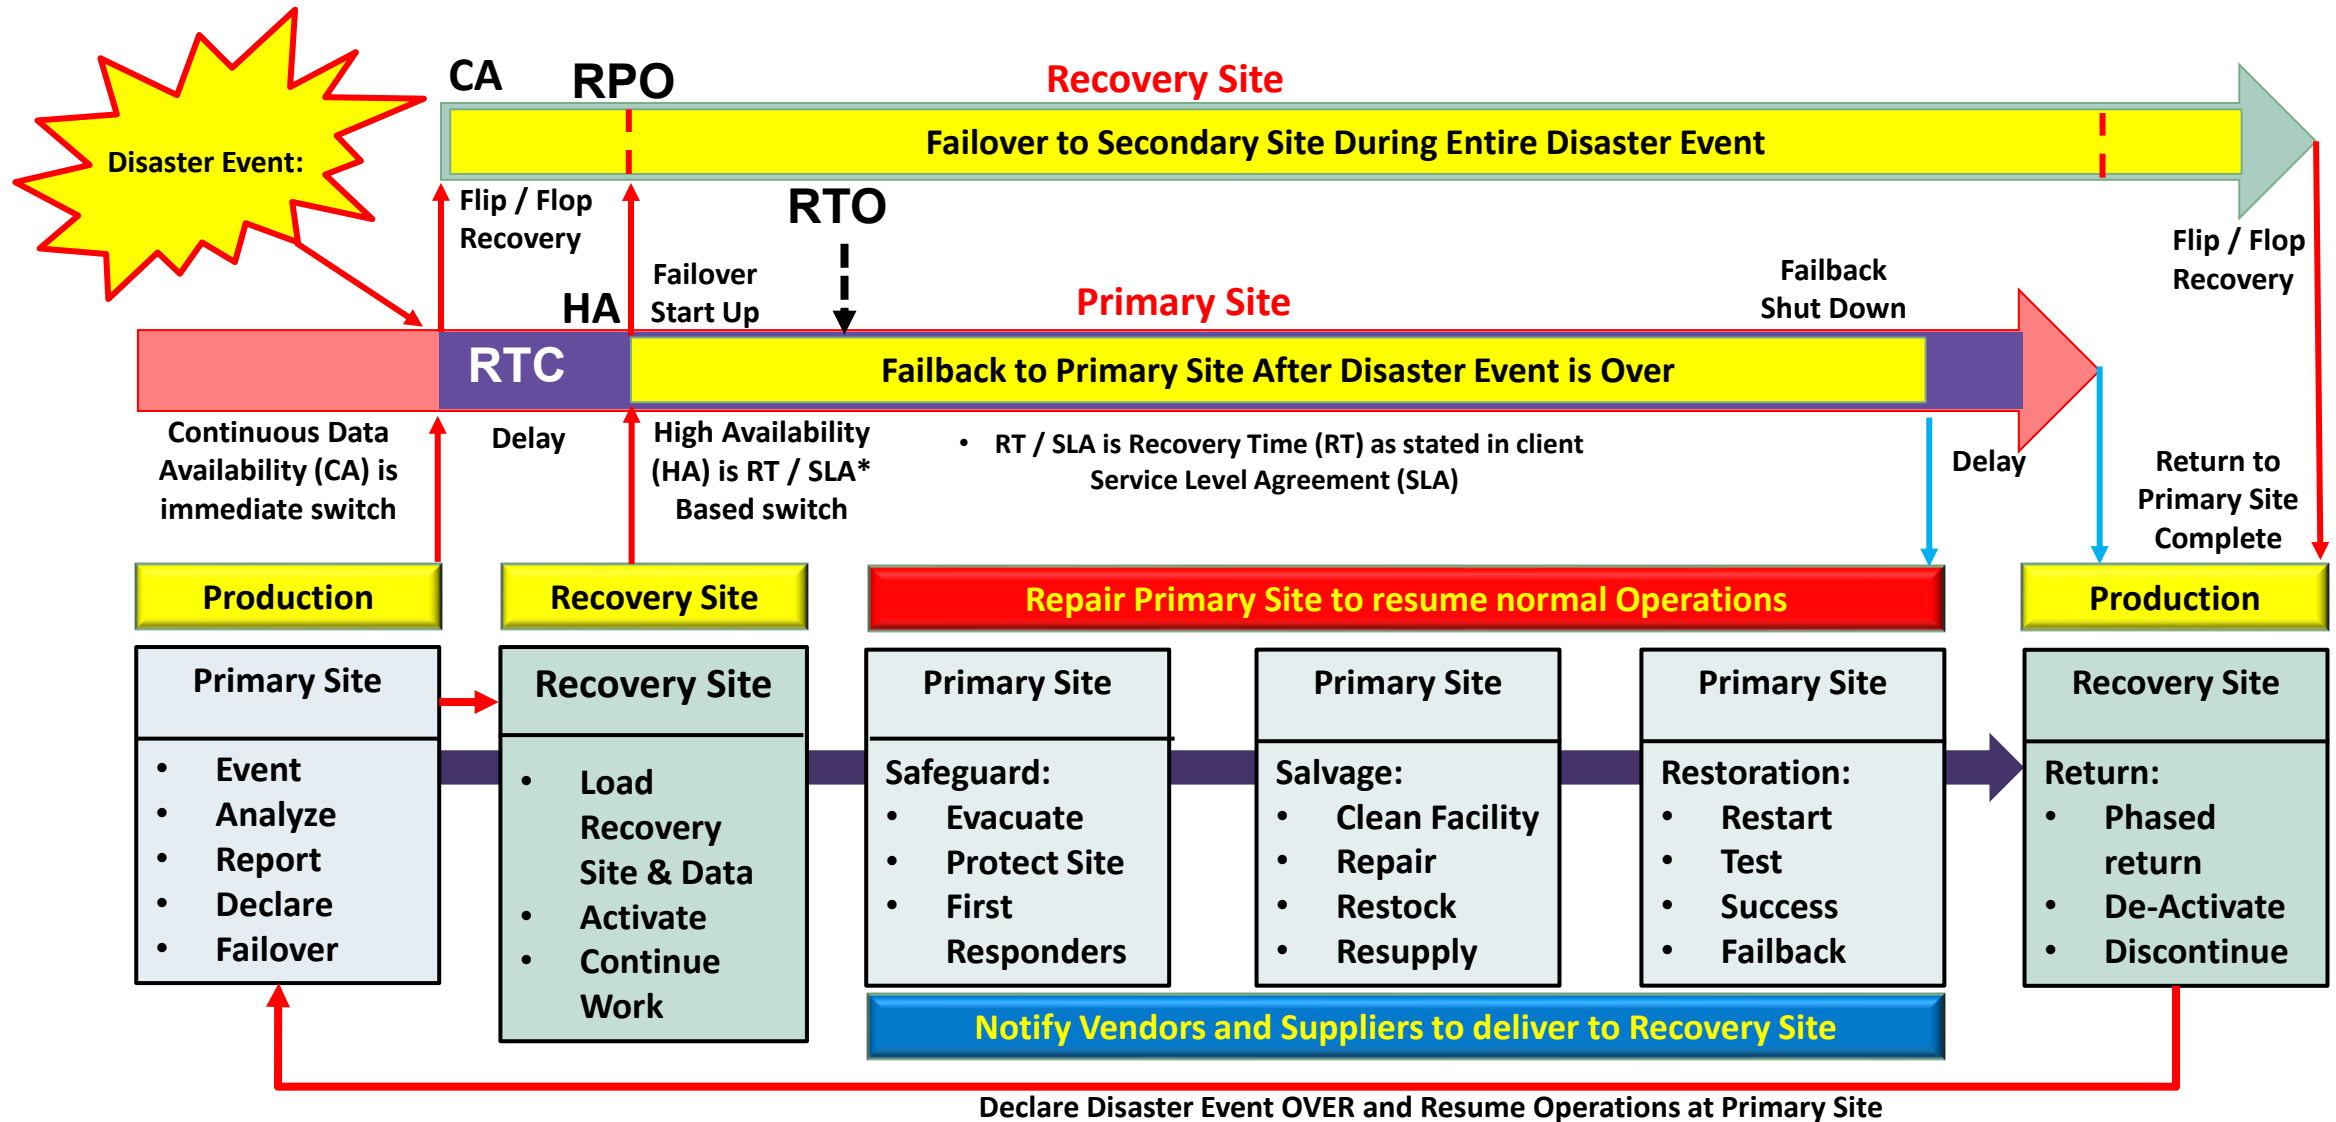 CA
RPO
Recovery Site
Disaster Event:
Failover to Secondary Site During Entire Disaster Event
Flip / Flop
Recovery
RTO
Flip / Flop
Recovery
HA
Failover
Start Up
Primary Site
Failback
Shut Down
RTC
Failback to Primary Site After Disaster Event is Over
Continuous Data
Availability (CA) is
immediate switch
Delay
High Availability
(HA) is RT / SLA*
Based switch
• RT / SLA is Recovery Time (RT) as stated in client
Service Level Agreement (SLA)
Delay
Return to
Primary Site
Complete
Production
Recovery Site
Repair Primary Site to resume normal Operations
Production
Primary Site
• Event
• Analyze
• Report
• Declare
• Failover
Recovery Site
• Load
Recovery
Site & Data
• Activate
• Continue
Work
Primary Site
Safeguard:
• Evacuate
• Protect Site
• First
Responders
Primary Site
Salvage:
• Clean Facility
• Repair
• Restock
• Resupply
Primary Site
Restoration:
• Restart
• Test
• Success
• Failback
Recovery Site
Return:
• Phased
return
• De-Activate
• Discontinue
Notify Vendors and Suppliers to deliver to Recovery Site
Declare Disaster Event OVER and Resume Operations at Primary Site